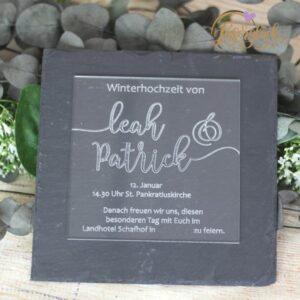 Winterhochzeit von
leah
Patrick
12. Januar
14.30 Uhr St. Pankratiuskirche
Danach freuen wir uns, diesen
besonderen Tag mit Euch im
Landhotel Schafhof in zu feiern.